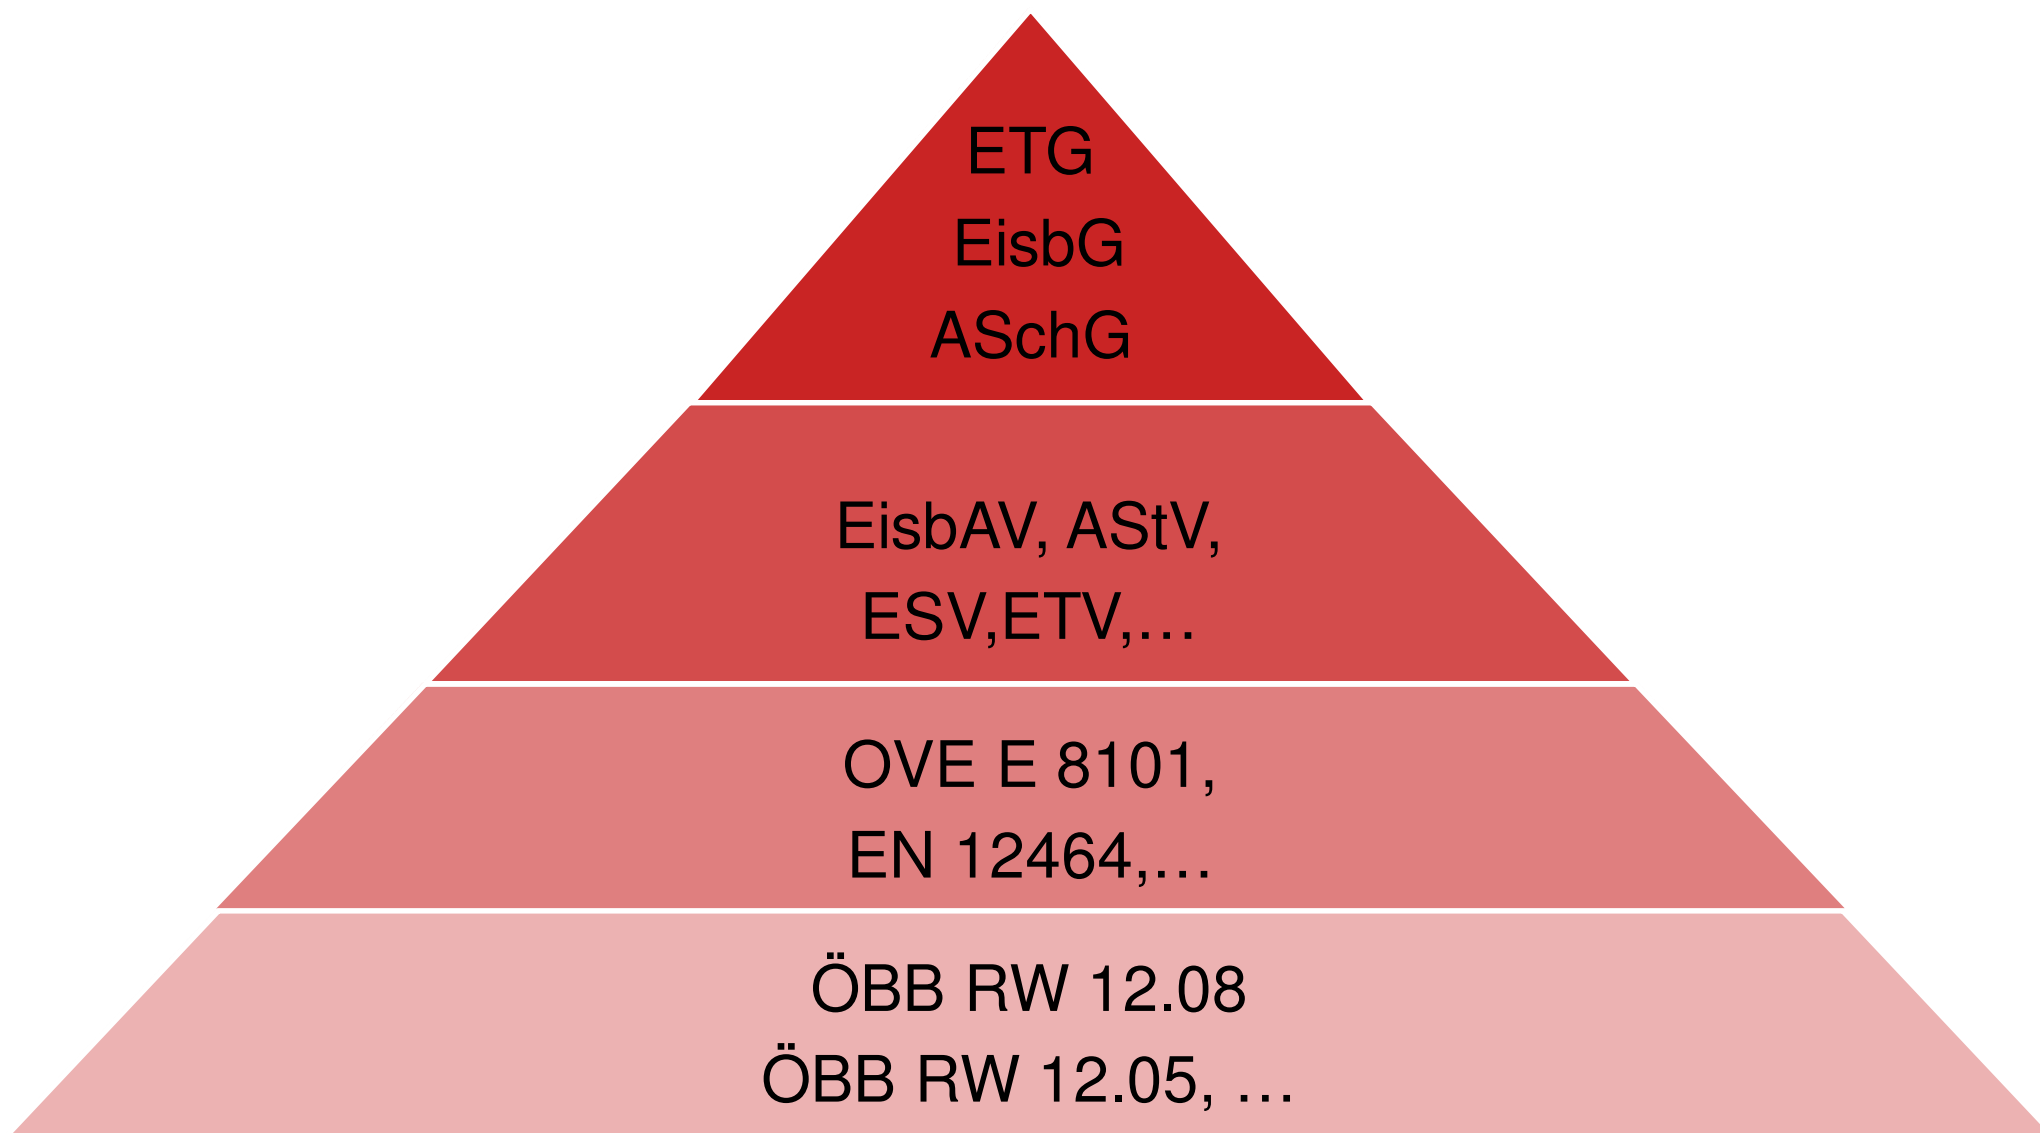 ETG
EisbG
ASchG
EisbAV, AStV,
ESV,ETV,…
OVE E 8101,
EN 12464,…
ÖBB RW 12.08
ÖBB RW 12.05, …